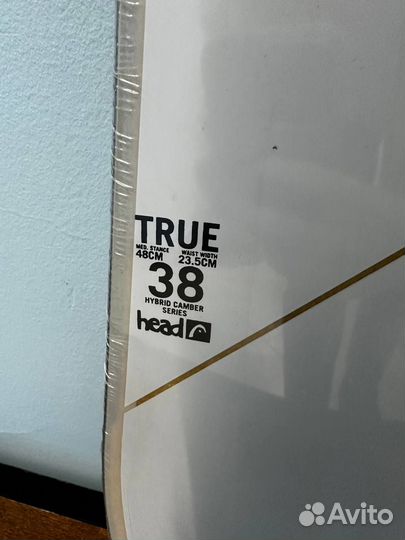 TRUE
MED. STANCE WAIST WIDTH
48CM 23.5CM
38
HYBRID CAMBER
SERIES
head
Avito